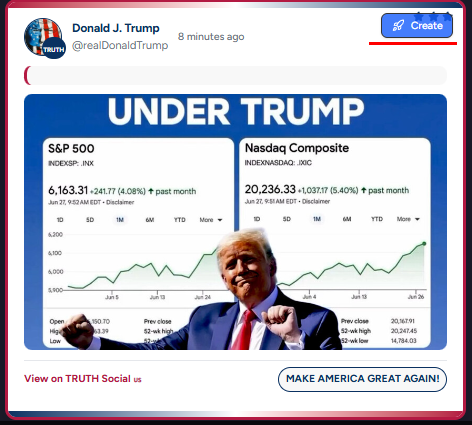 Donald J. Trump
@realDonaldTrump
8 minutes ago
Create
TRUTH
UNDER TRUMP
S&P 500
INDEXSP: .INX
6,163.31 +241.77 (4.08%) ↑ past month
Jun 27, 9:52 AM EDT • Disclaimer
1D 5D 1M 6M YTD More
6,200
6,100
6,000
5,900
Jun 5 Jun 13 Jun 24
Open 150.70
High 63.39
Low
Prev close
52-wk high
52-wk low
Nasdaq Composite
INDEXNASDAQ: .IXIC
20,236.33 +1,037.17 (5.40%) ↑ past month
Jun 27, 9:51 AM EDT • Disclaimer
1D 5D 1M 6M YTD More
Jun 4 Jun 13 Jun 26
Prev close 20,167.91
52-wk high 20,247.45
52-wk low 14,784.03
View on TRUTH Social us
MAKE AMERICA GREAT AGAIN!